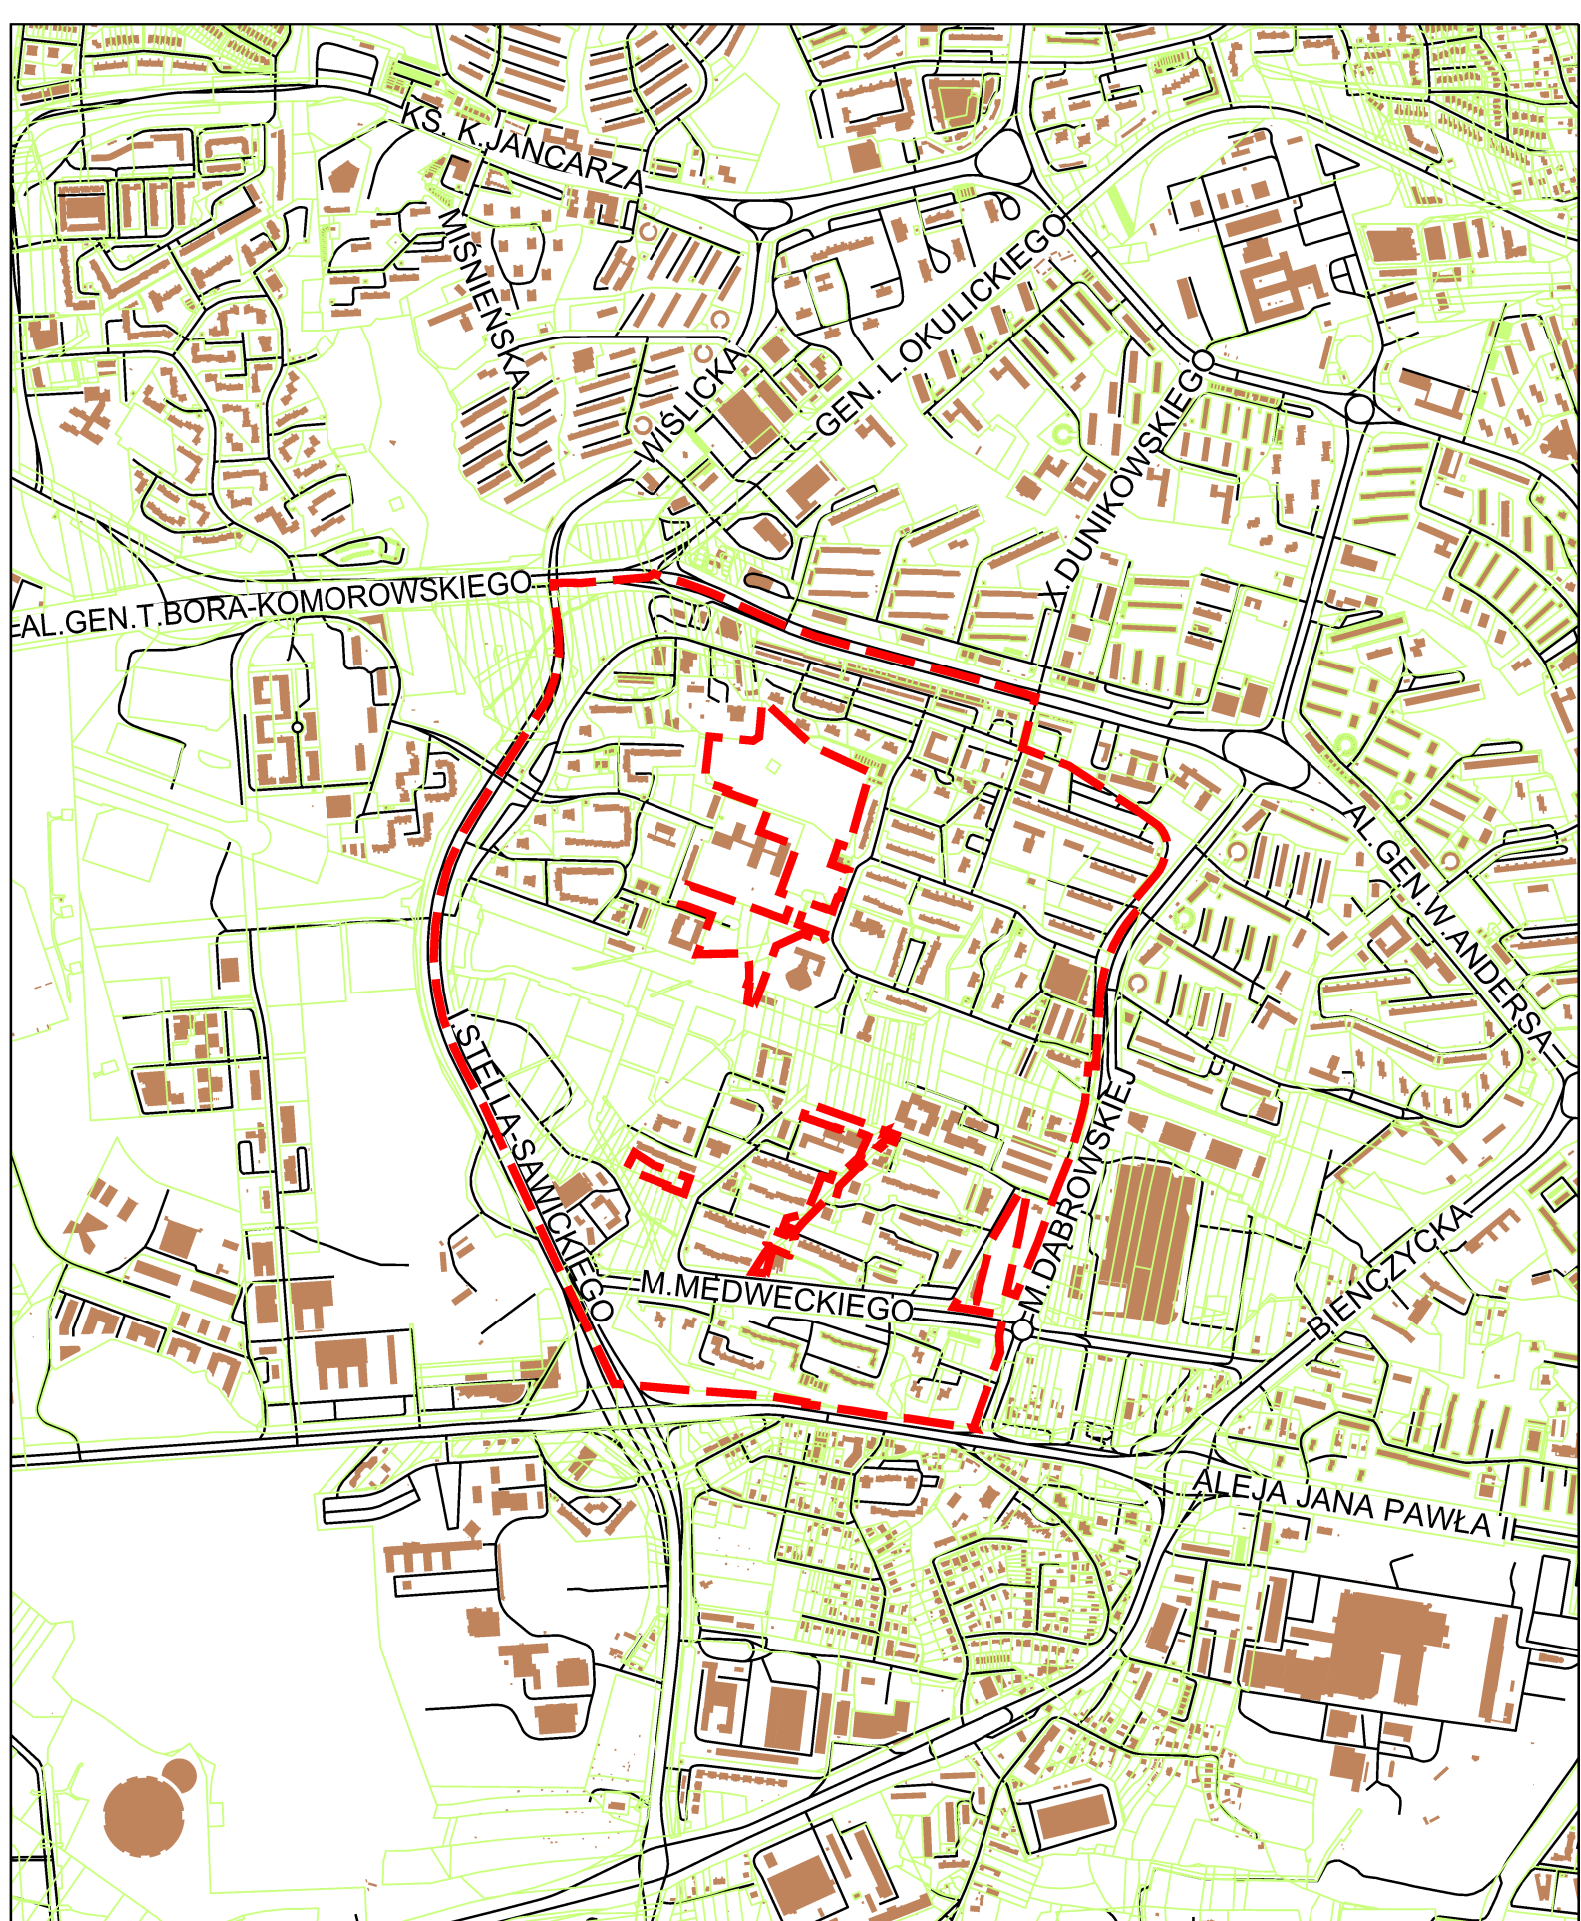 KS. K.JANCARZA
MIŚNIEŃSKA
WIŚLICKA
GEN. L.OKULICKIEGO
X.DUNIKOWSKIEGO
AL.GEN.T.BORA-KOMOROWSKIEGO
AL.GEN.W.ANDERSA
I.STELLA-SAWICKIEGO
M.DĄBROWSKIEJ
M.MEDWECKIEGO
BIEŃCZYCKA
ALEJA JANA PAWŁA II